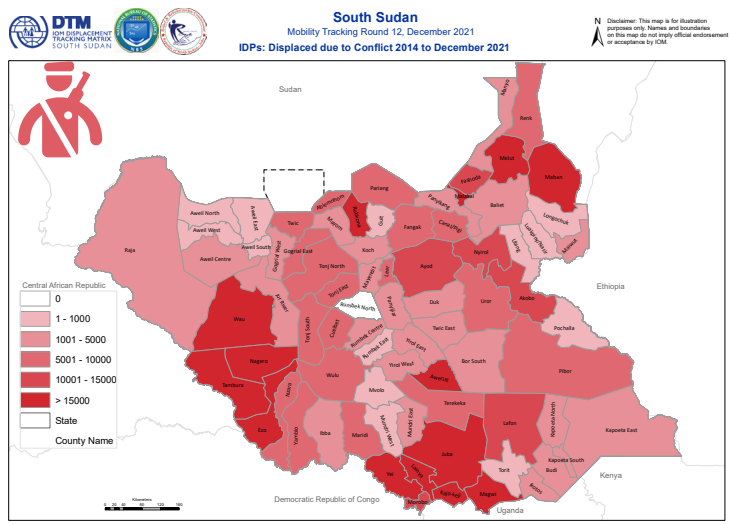 South Sudan
Mobility Tracking Round 12, December 2021
IDPs: Displaced due to Conflict 2014 to December 2021
DTM
IOM DISPLACEMENT
TRACKING MATRIX
SOUTH SUDAN
N
Disclaimer: This map is for illustration
purposes only. Names and boundaries
on this map do not imply official endorsement
or acceptance by IOM.
Sudan
Manyo
Renk
Melut
Maban
Fashoda
Malakal
Panyikang
Baliet
Longochuk
Luakpiny/Nasir
Maiwut
Ulang
Nyirol
Canal/Pigi
Fangak
Pariang
Abiemnhom
Mayom
Rubkona
Guit
Koch
Mayendit
Leer
Panyijiar
Ayod
Duk
Uror
Akobo
Pochalla
Pibor
Twic East
Bor South
Twic
Gogrial West
Gogrial East
Tonj North
Tonj East
Tonj South
Aweil North
Aweil East
Aweil West
Aweil South
Aweil Centre
Raja
Jur River
Wau
Cueibet
Rumbek North
Rumbek Centre
Rumbek East
Wulu
Yirol East
Yirol West
Awerial
Nagero
Tambura
Nzara
Ezo
Yambio
Ibba
Maridi
Mvolo
Mundri West
Mundri East
Terekeka
Juba
Yei
Lainya
Morobo
Kajo-keji
Magwi
Lafon
Torit
Ikotos
Budi
Kapoeta North
Kapoeta South
Kapoeta East
Ethiopia
Kenya
Uganda
Democratic Republic of Congo
Central African Republic
0
1 - 1000
1001 - 5000
5001 - 10000
10001 - 15000
> 15000
State
County Name
Kilometers